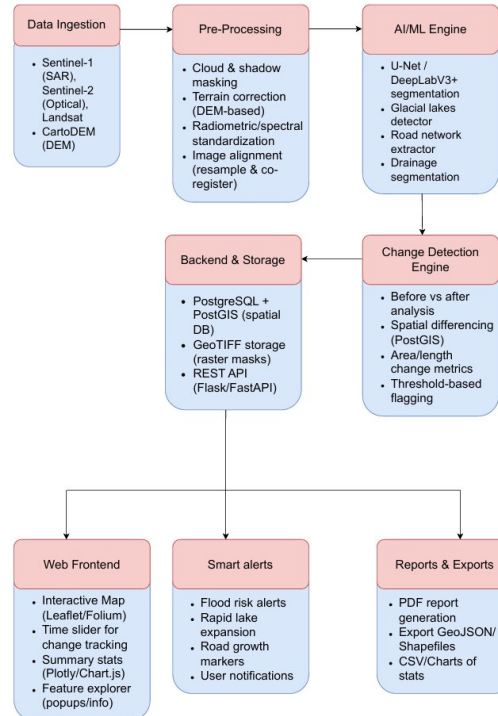 Data Ingestion
Sentinel-1
(SAR),
Sentinel-2
(Optical),
Landsat
CartoDEM
(DEM)
Pre-Processing
Cloud & shadow
masking
Terrain correction
(DEM-based)
Radiometric/spectral
standardization
Image alignment
(resample & co-
register)
AI/ML Engine
U-Net /
DeepLabV3+
segmentation
Glacial lakes
detector
Road network
extractor
Drainage
segmentation
Backend & Storage
PostgreSQL +
PostGIS (spatial
DB)
GeoTIFF storage
(raster masks)
REST API
(Flask/FastAPI)
Change Detection
Engine
Before vs after
analysis
Spatial differencing
(PostGIS)
Area/length
change metrics
Threshold-based
flagging
Web Frontend
Interactive Map
(Leaflet/Folium)
Time slider for
change tracking
Summary stats
(Plotly/Chart.js)
Feature explorer
(popups/info)
Smart alerts
Flood risk alerts
Rapid lake
expansion
Road growth
markers
User notifications
Reports & Exports
PDF report
generation
Export GeoJSON/
Shapefiles
CSV/Charts of
stats